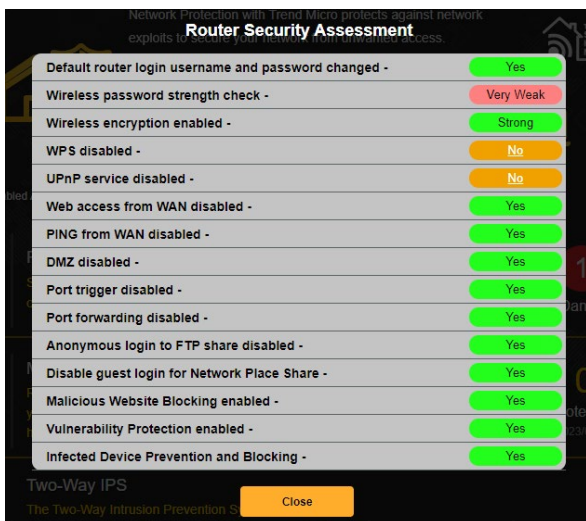 Network Protection with Trend Micro protects against network
exploits to secure your network from unwanted access.
Router Security Assessment
Default router login username and password changed - Yes
Wireless password strength check - Very Weak
Wireless encryption enabled - Strong
WPS disabled - No
UPnP service disabled - No
Web access from WAN disabled - Yes
PING from WAN disabled - Yes
DMZ disabled - Yes
Port trigger disabled - Yes
Port forwarding disabled - Yes
Anonymous login to FTP share disabled - Yes
Disable guest login for Network Place Share - Yes
Malicious Website Blocking enabled - Yes
Vulnerability Protection enabled - Yes
Infected Device Prevention and Blocking - Yes
Two-Way IPS
The Two-Way Intrusion Prevention
Close